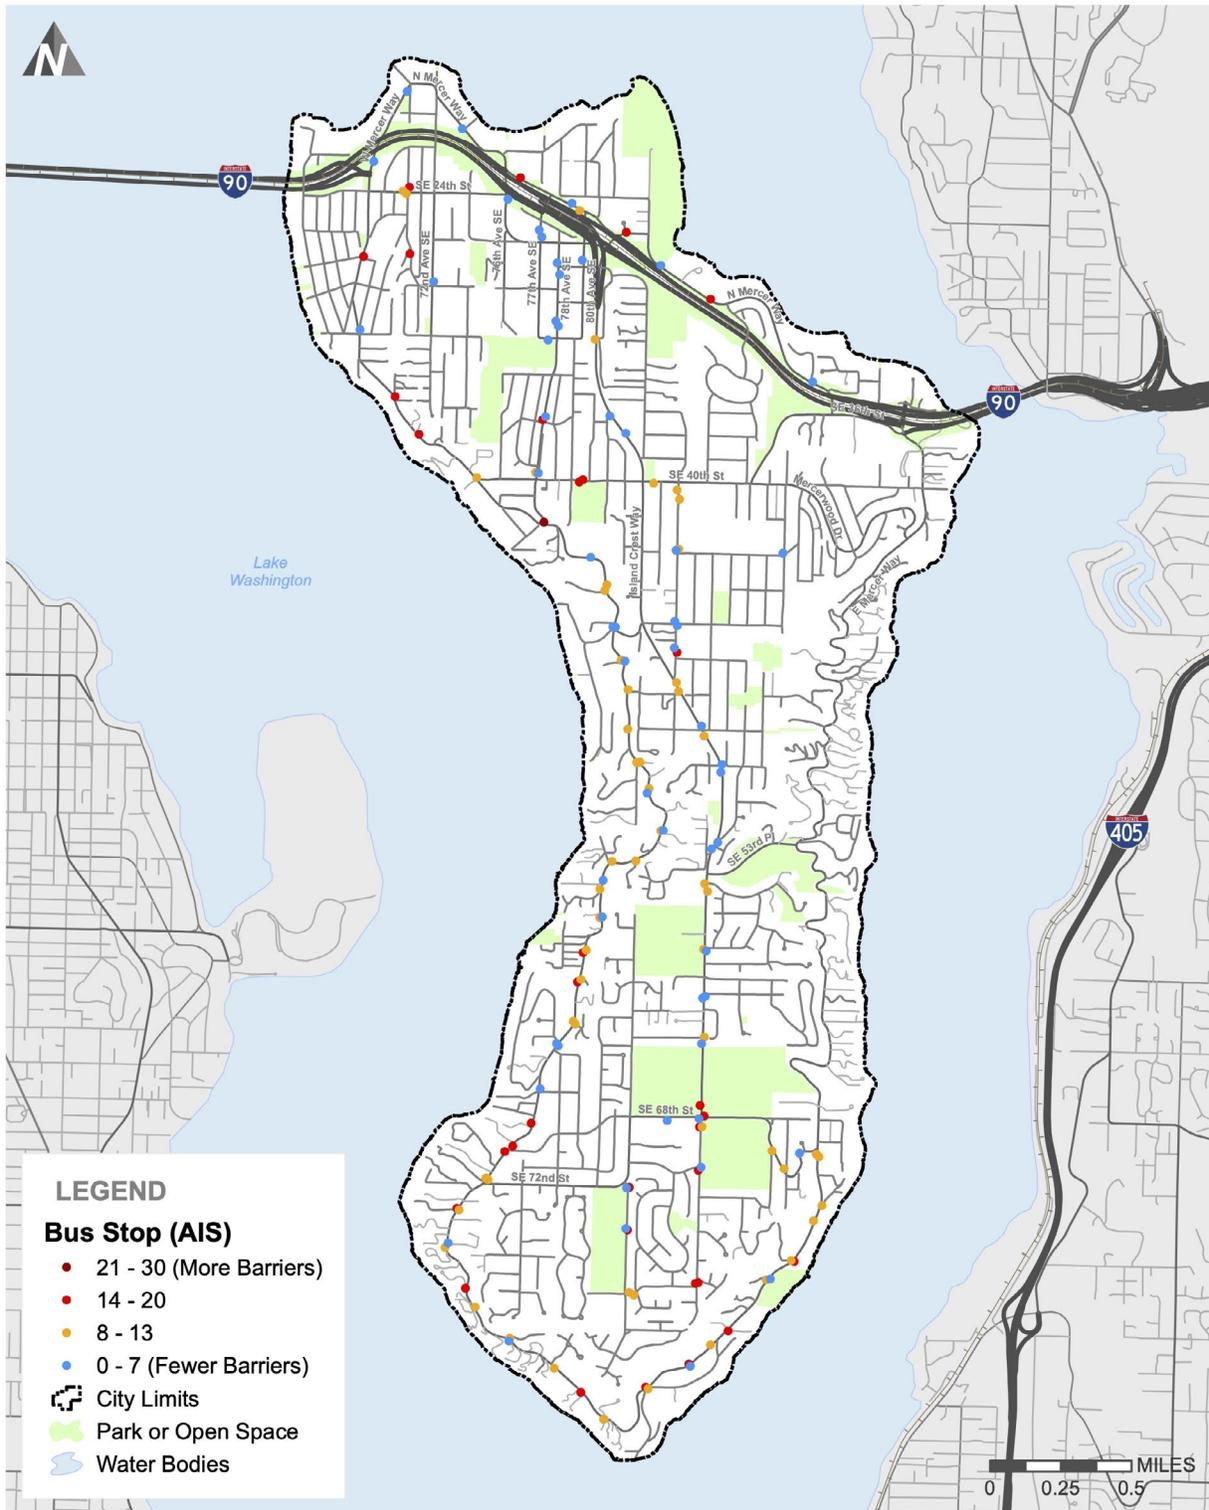 N
N Mercer Way
N Mercer Way
INTERSTATE
90
SE 24th St
72nd Ave SE
76th Ave SE
77th Ave SE
78th Ave SE
80th Ave SE
N Mercer Way
INTERSTATE
90
SE 36th St
SE 40th St
Mercerwood Dr
Island Crest Way
Lake
Washington
E Mercer Way
INTERSTATE
405
SE 53rd Pl
SE 68th St
SE 72nd St
LEGEND
Bus Stop (AIS)
21 - 30 (More Barriers)
14 - 20
8 - 13
0 - 7 (Fewer Barriers)
City Limits
Park or Open Space
Water Bodies
MILES
0 0.25 0.5